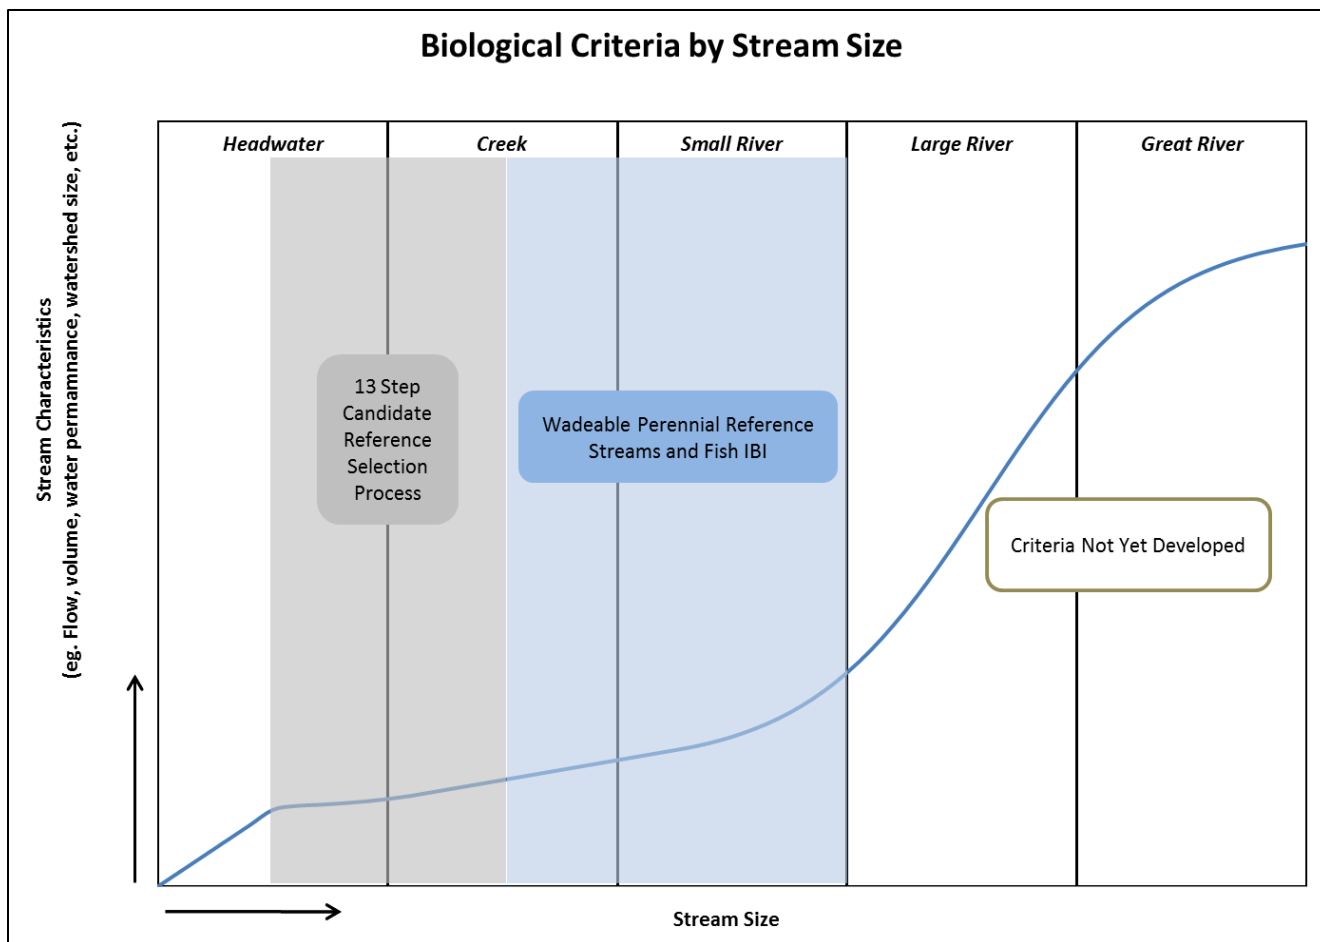 Biological Criteria by Stream Size
Headwater
Creek
Small River
Large River
Great River
Stream Characteristics
(eg. Flow, volume, water permamnance, watershed size, etc.)
13 Step
Candidate
Reference
Selection
Process
Wadeable Perennial Reference
Streams and Fish IBI
Criteria Not Yet Developed
Stream Size